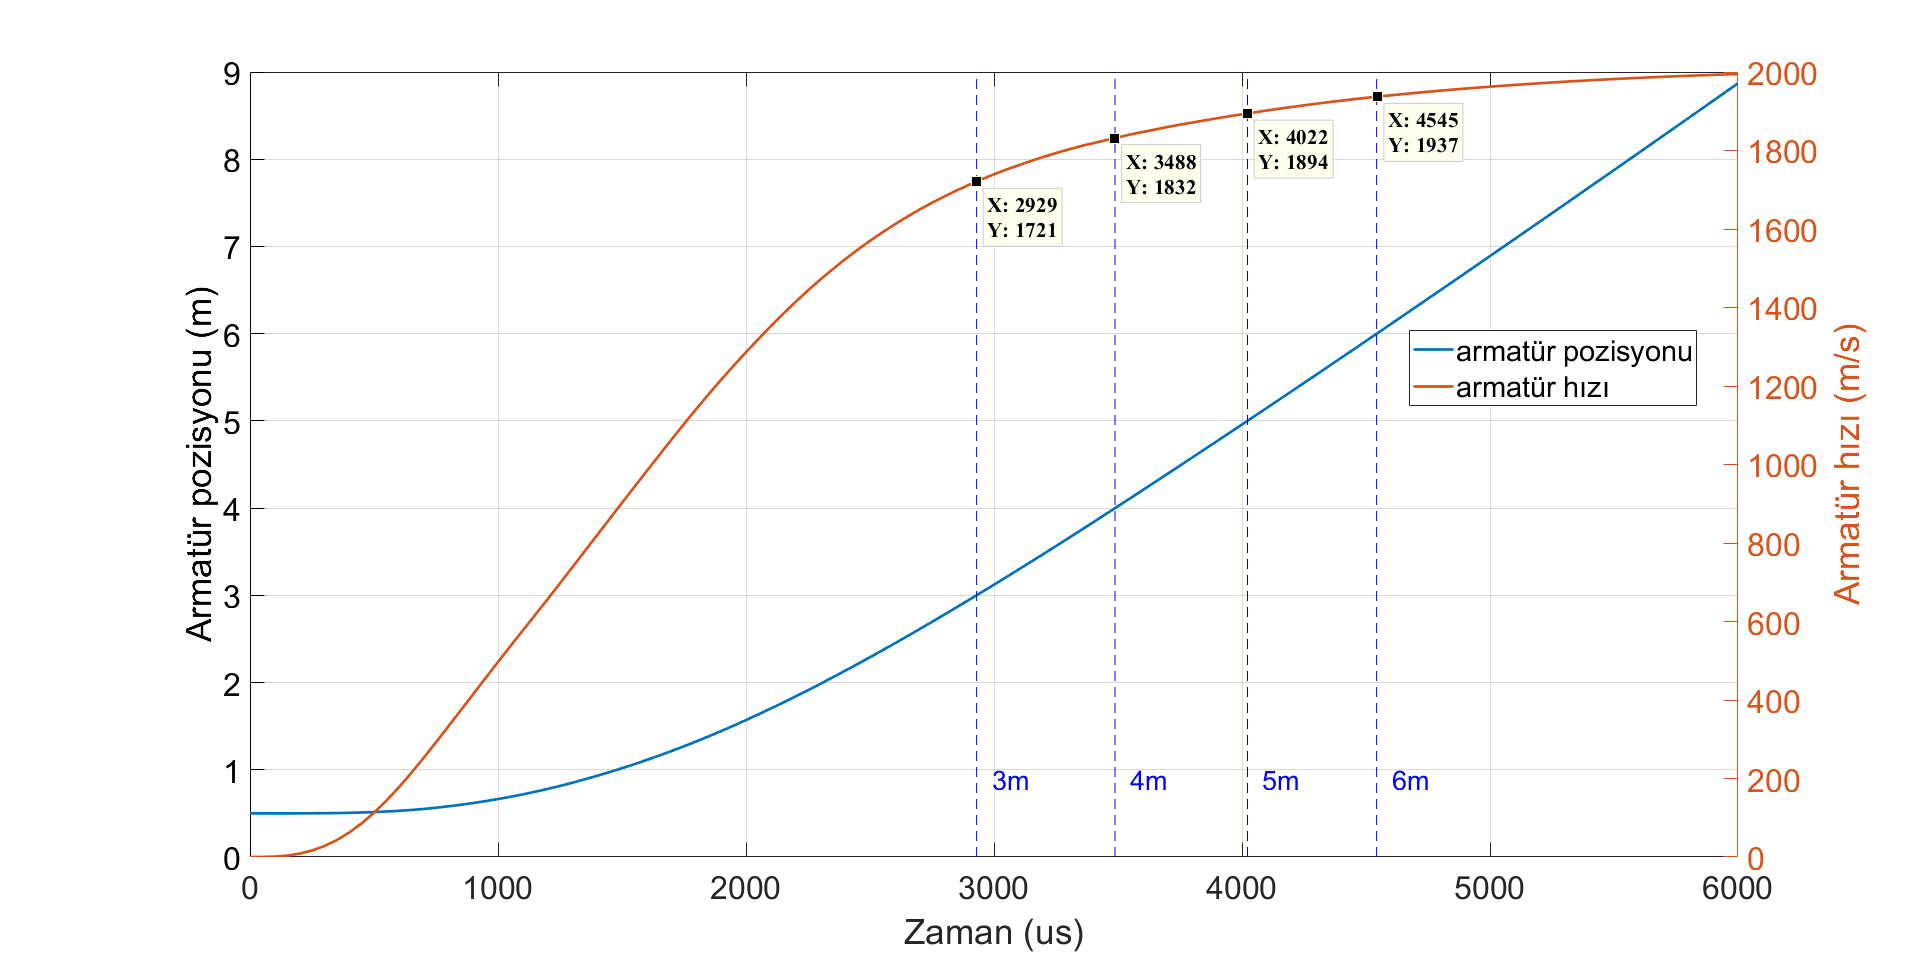 9
8
7
6
5
4
3
2
1
0
Armatür pozisyonu (m)
2000
1800
1600
1400
1200
1000
800
600
400
200
0
Armatür hızı (m/s)
X: 2929
Y: 1721
X: 3488
Y: 1832
X: 4022
Y: 1894
X: 4545
Y: 1937
armatür pozisyonu
armatür hızı
3m
4m
5m
6m
0
1000
2000
3000
4000
5000
6000
Zaman (us)